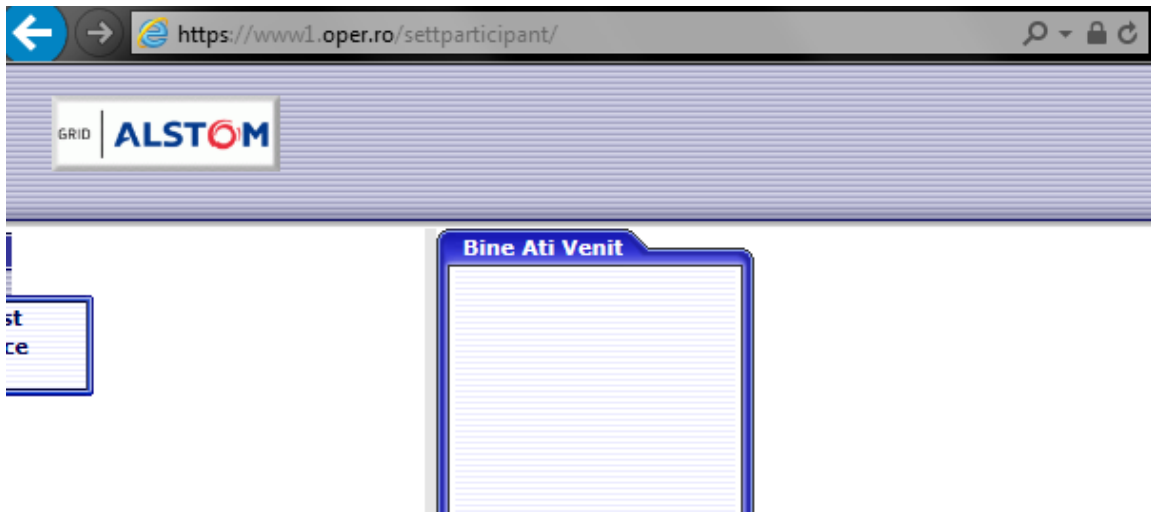 https://www1.oper.ro/settparticipant/
GRID ALSTOM
Bine Ati Venit
st
ce